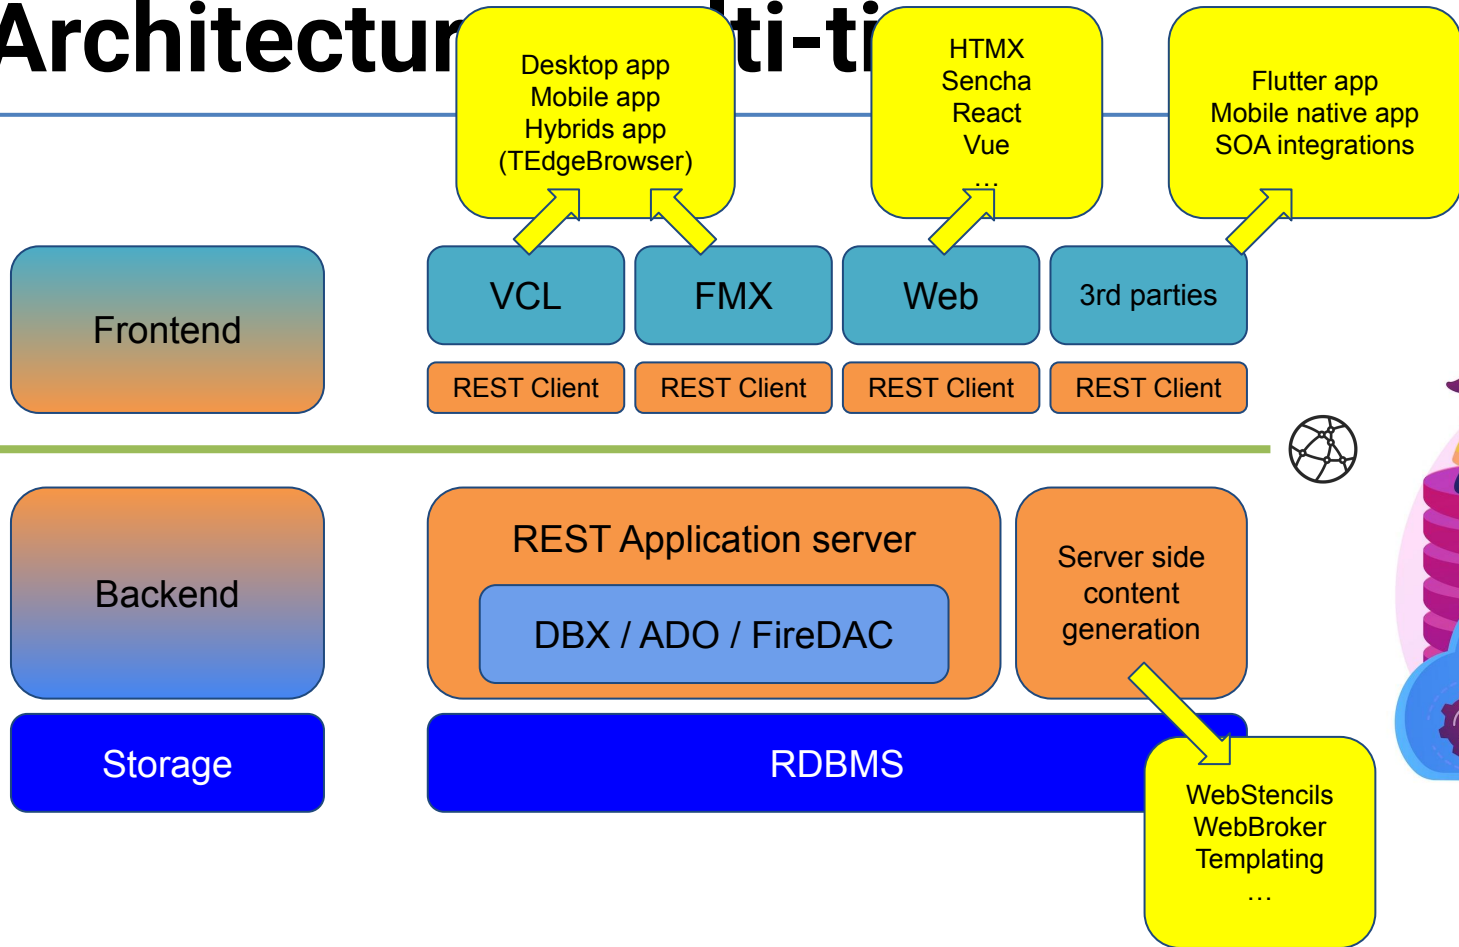 Architectur ti-ti
Desktop app
Mobile app
Hybrids app
(TEdgeBrowser)
HTMX
Sencha
React
Vue
…
Flutter app
Mobile native app
SOA integrations
Frontend
VCL
FMX
Web
3rd parties
REST Client
REST Client
REST Client
REST Client
Backend
REST Application server
DBX / ADO / FireDAC
Server side
content
generation
Storage
RDBMS
WebStencils
WebBroker
Templating
…